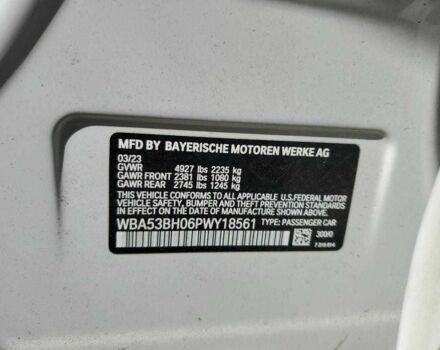 MFD BY BAYERISCHE MOTOREN WERKE AG
03/23
GVWR 4927 lbs 2235 kg
GAWR FRONT 2381 lbs 1080 kg
GAWR REAR 2745 lbs 1245 kg
THIS VEHICLE CONFORMS TO ALL APPLICABLE U.S.FEDERAL MOTOR
VEHICLE SAFETY, BUMPER, AND THEFT PREVENTION STANDARDS
IN EFFECT ON THE DATE OF MANUFACTURE SHOWN ABOVE.
WBA53BH06PWY18561 TYPE: PASSENGER CAR
300/0